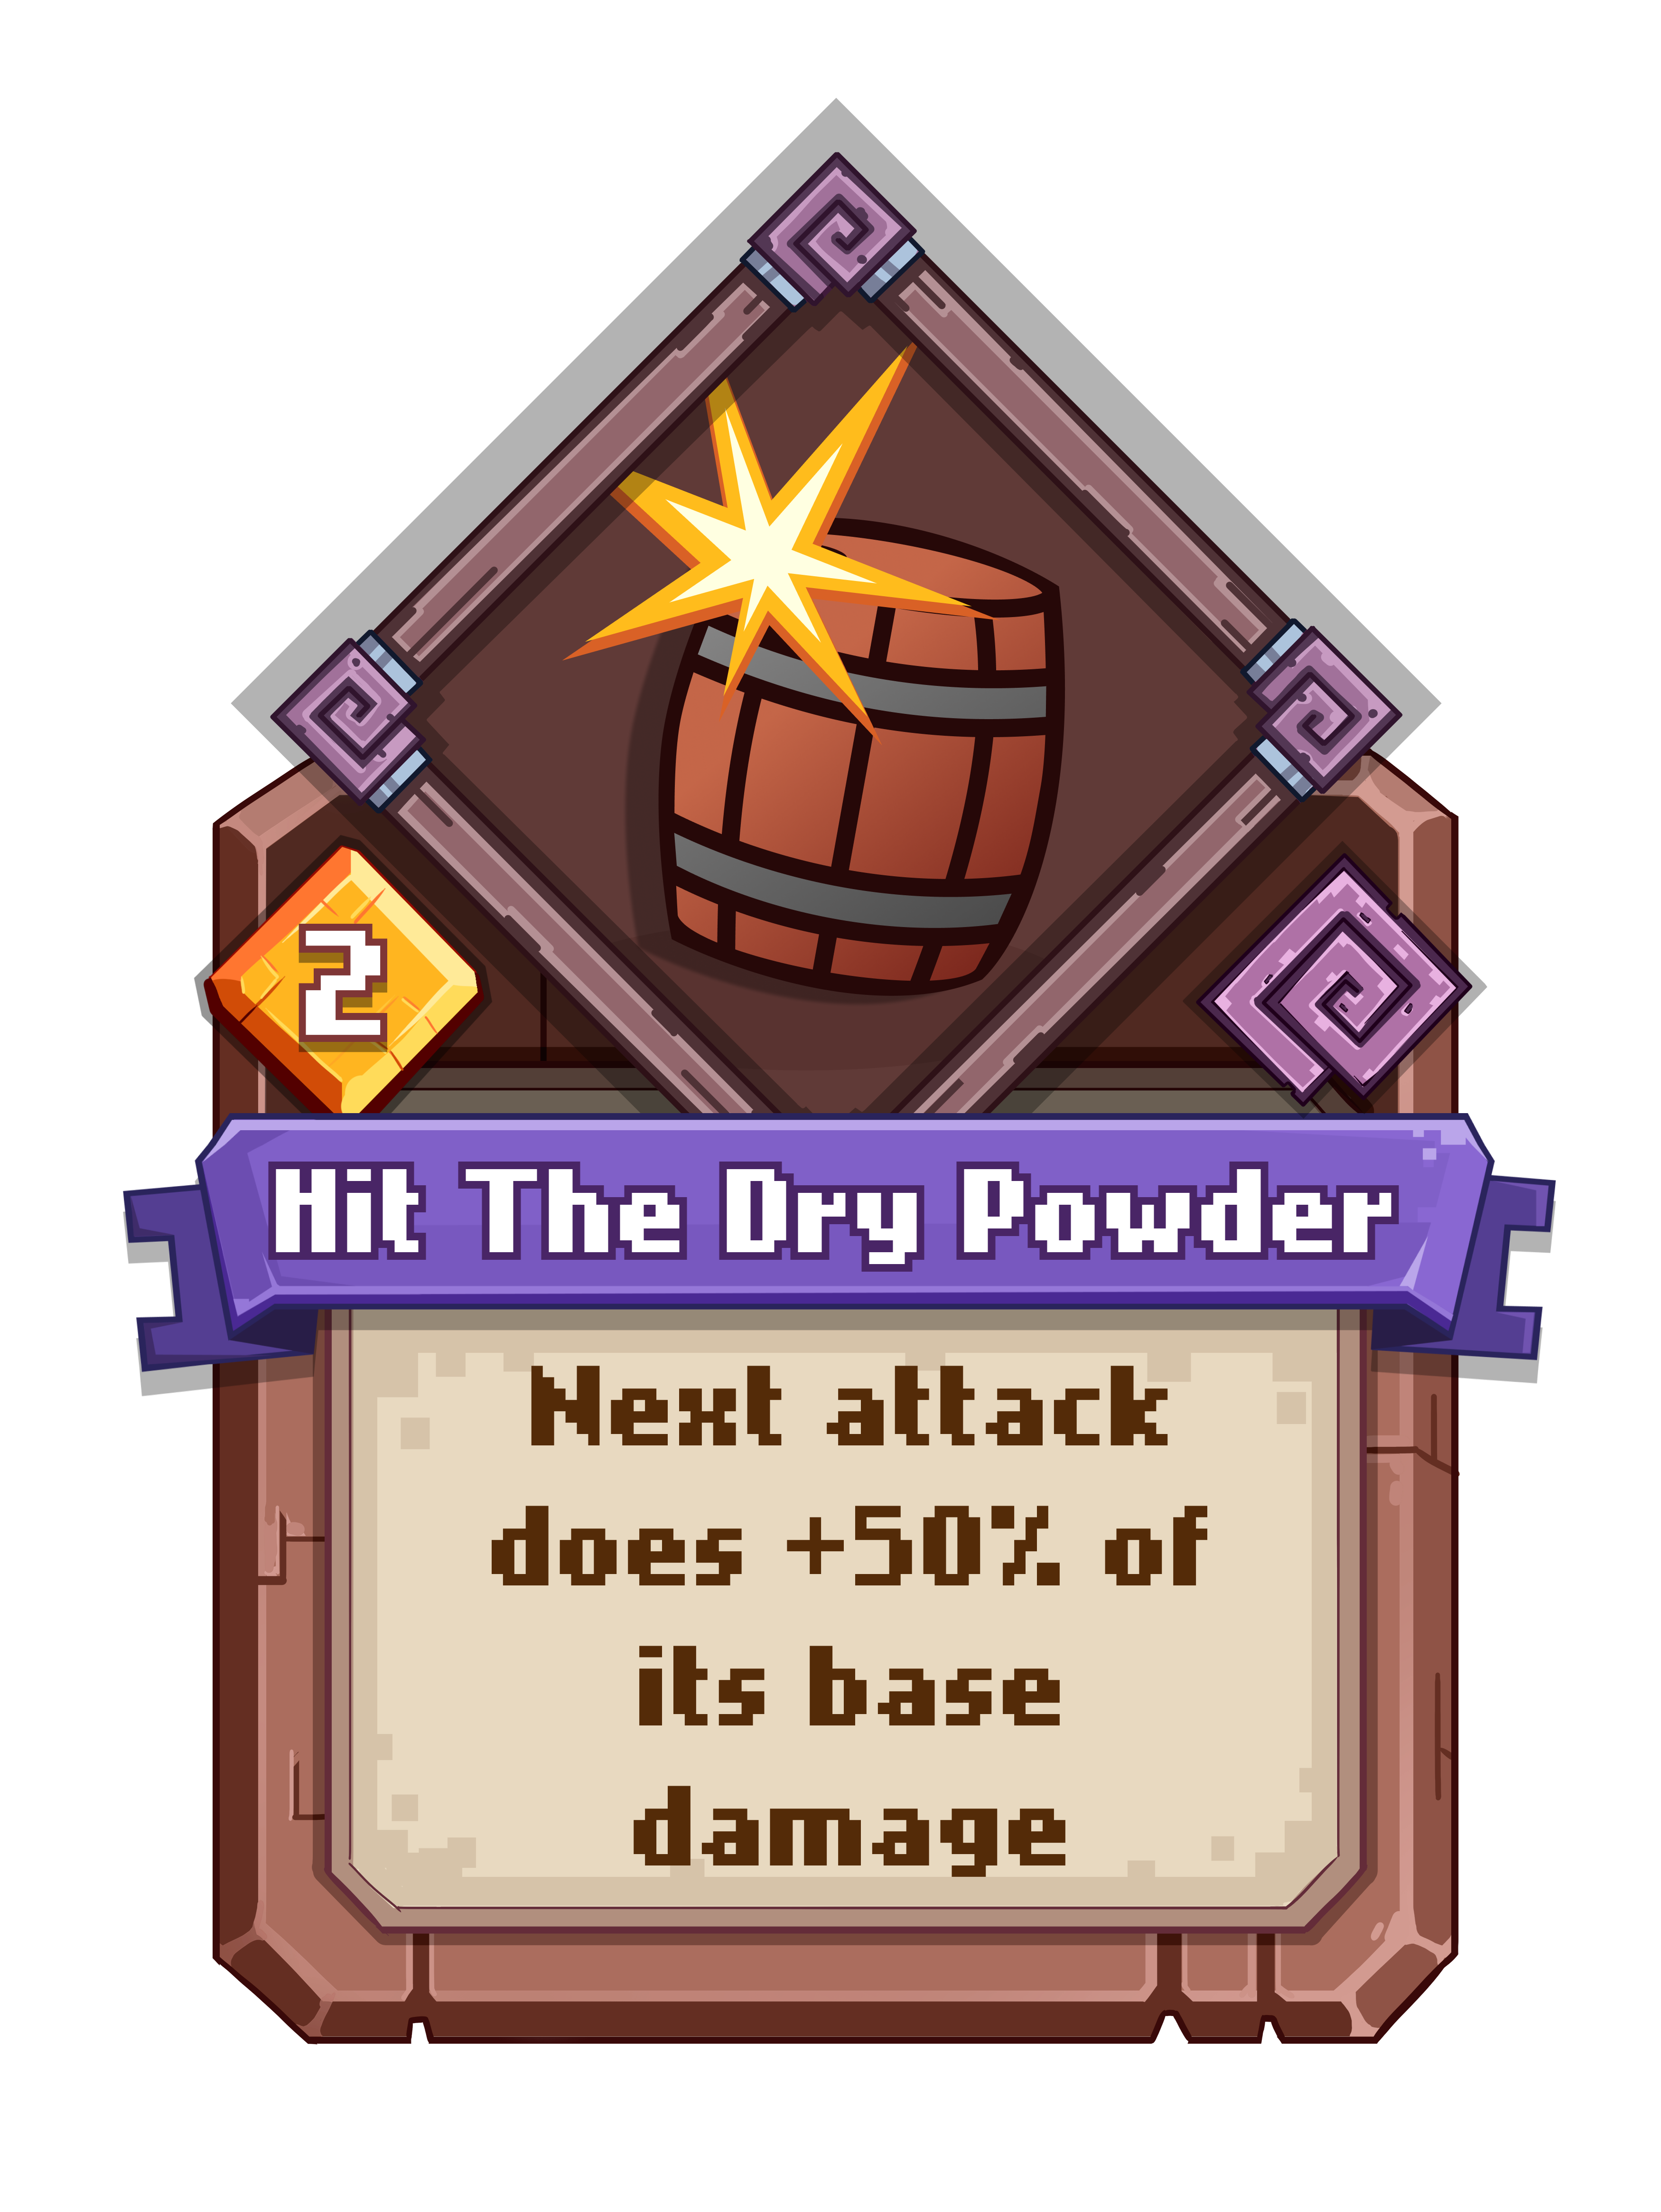 2
Hit The Dry Powder
Next attack
does +50% of
its base
damage